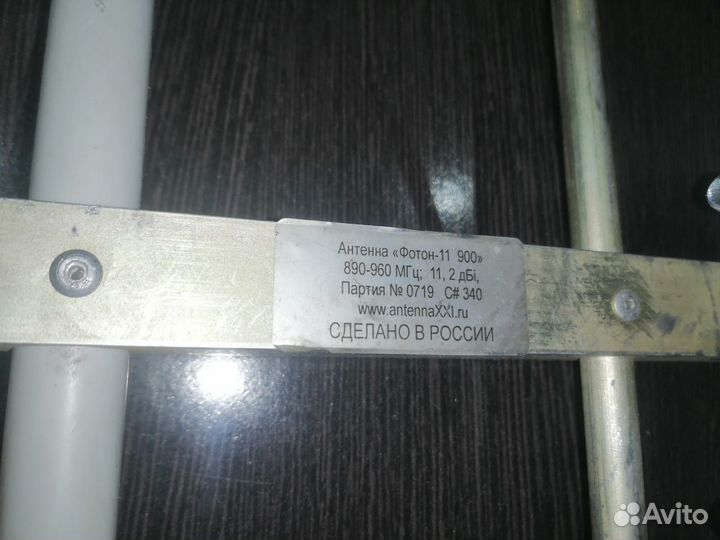 Антенна «Фотон-11 900»
890-960 МГц; 11, 2 дБi,
Партия № 0719 C# 340
www.antennaXXI.ru
СДЕЛАНО В РОССИИ
Avito